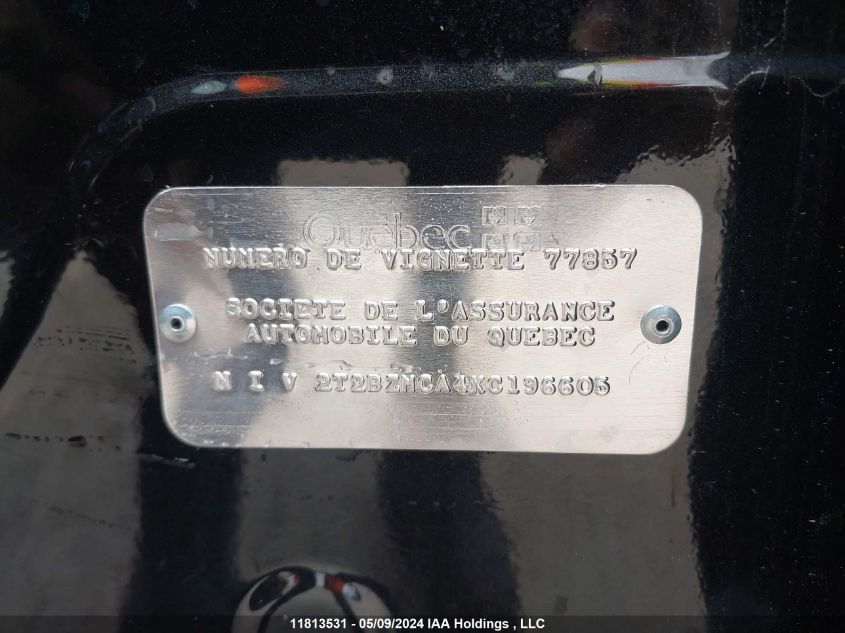 Québec
NUMERO DE VIGNETTE 77857
SOCIETE DE L'ASSURANCE
AUTOMOBILE DU QUEBEC
N I V 2T2BZMCA4KC196605
11813531 - 05/09/2024 IAA Holdings , LLC